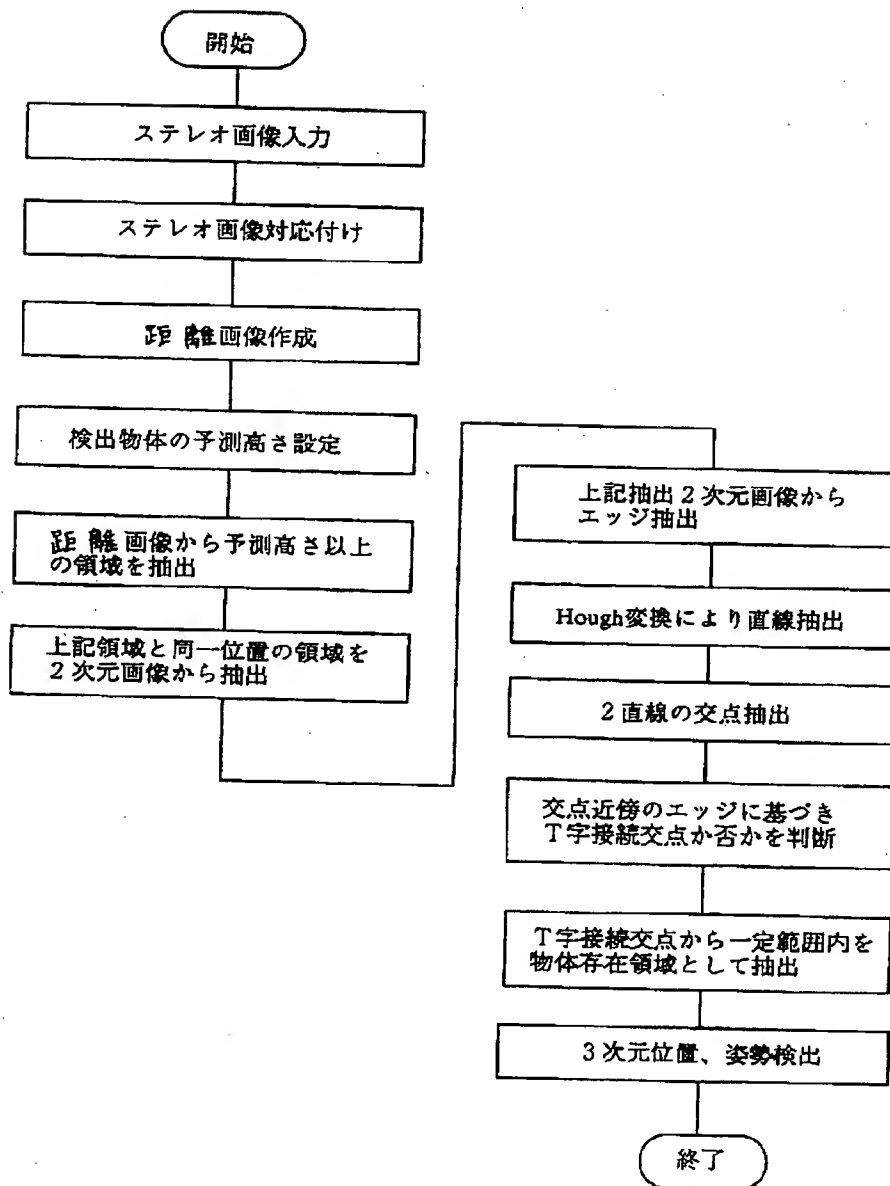 開始
ステレオ画像入力
ステレオ画像対応付け
距離画像作成
検出物体の予測高さ設定
距離画像から予測高さ以上
の領域を抽出
上記領域と同一位置の領域を
2次元画像から抽出
上記抽出2次元画像から
エッジ抽出
Hough変換により直線抽出
2直線の交点抽出
交点近傍のエッジに基づき
T字接続交点か否かを判断
T字接続交点から一定範囲内を
物体存在領域として抽出
3次元位置、姿勢検出
終了